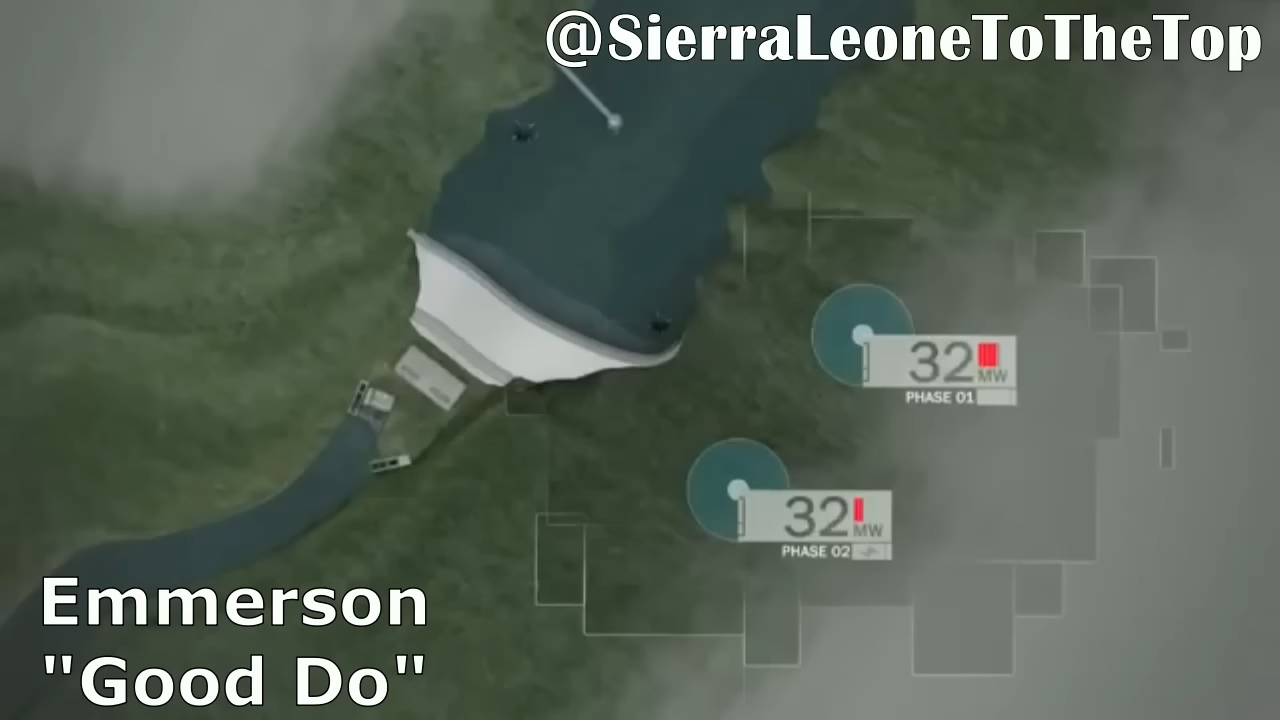 @SierraLeoneToTheTop
32 MW
PHASE 01
32 MW
PHASE 02
Emmerson
"Good Do"